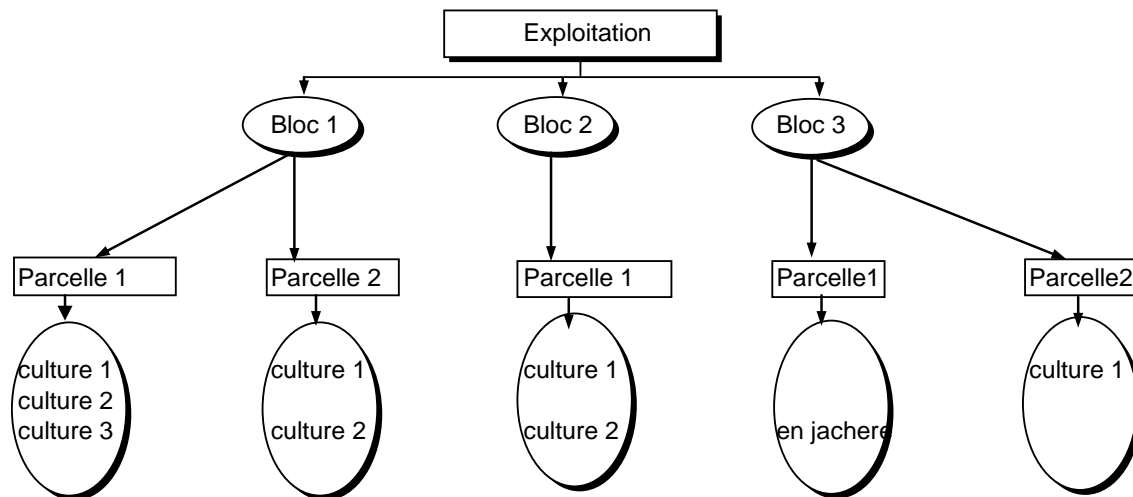 Exploitation
Bloc 1
Bloc 2
Bloc 3
Parcelle 1
Parcelle 2
Parcelle 1
Parcelle1
Parcelle2
culture 1
culture 2
culture 3
culture 1
culture 2
culture 1
culture 2
en jachere
culture 1